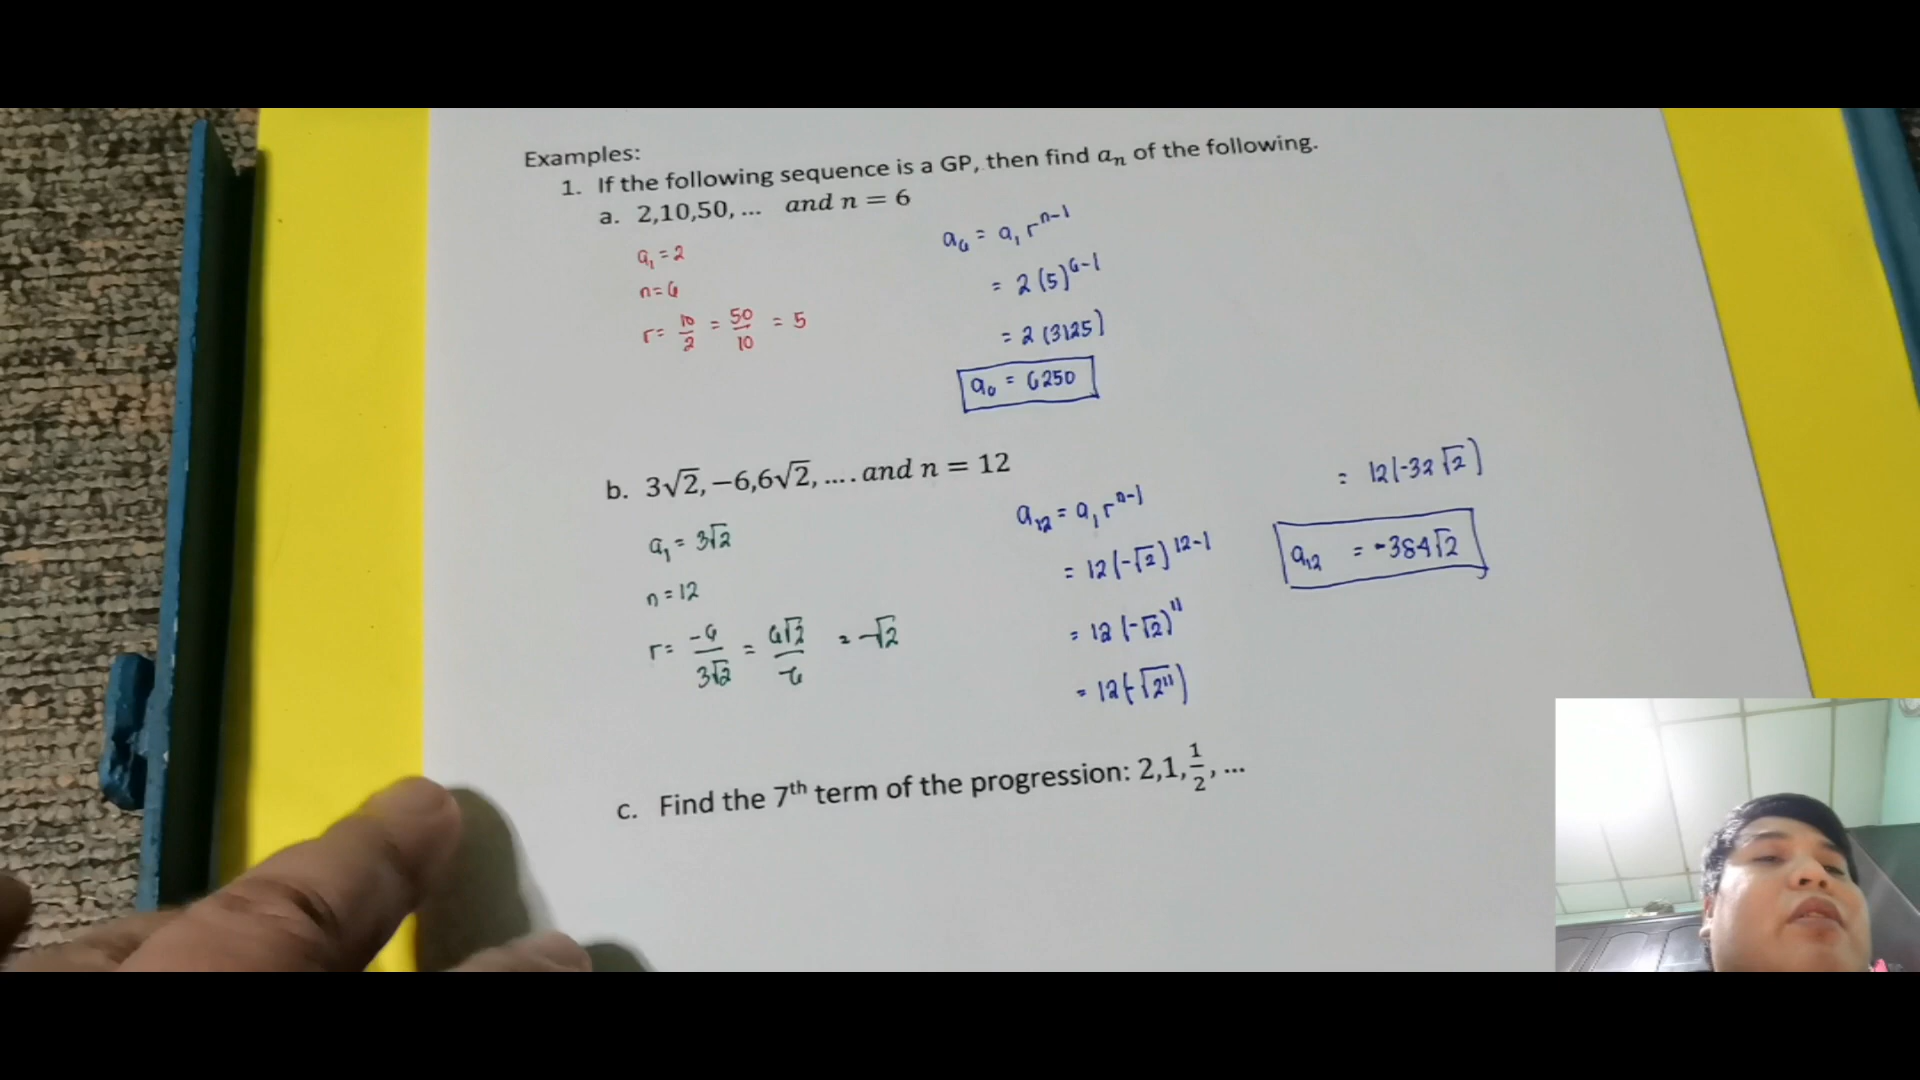 Examples:
1. If the following sequence is a GP, then find aₙ of the following.
a. 2,10,50, ... and n = 6
a₁ = 2
n = 6
r = 10/2 = 50/10 = 5
a₆ = a₁ rⁿ⁻¹
= 2 (5)⁶⁻¹
= 2 (3125)
a₆ = 6250
b. 3√2, −6,6√2, .... and n = 12
a₁ = 3√2
n = 12
r = -6/3√2 = 6√2/-6 = -√2
a₁₂ = a₁ rⁿ⁻¹
= 12 (-√2)¹²⁻¹
= 12 (-√2)¹¹
= 12 (-√2¹¹)
= 12 (-32√2)
a₁₂ = -384√2
c. Find the 7ᵗʰ term of the progression: 2,1, 1/2, ...